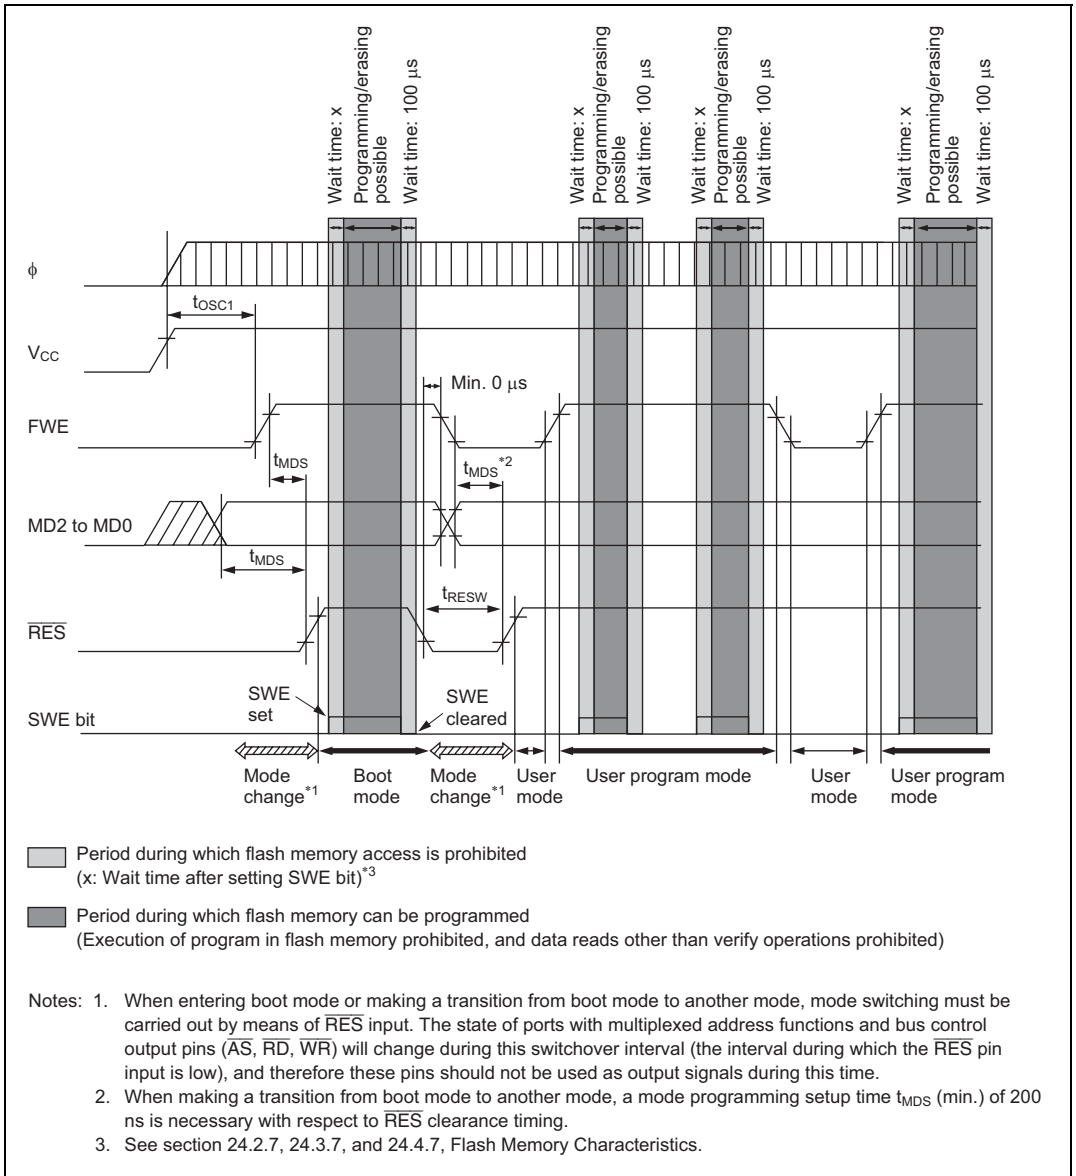 Wait time: x
Programming/erasing
possible
Wait time: 100 µs
Wait time: x
Programming/erasing
possible
Wait time: 100 µs
Wait time: x
Programming/erasing
possible
Wait time: 100 µs
Wait time: x
Programming/erasing
possible
Wait time: 100 µs
ϕ
tOSC1
VCC
Min. 0 µs
FWE
tMDS
tMDS*2
MD2 to MD0
tMDS
tRESW
RES
SWE
set
SWE
cleared
SWE bit
Mode
change*1
Boot
mode
Mode
change*1
User
mode
User program mode
User
mode
User program
mode
Period during which flash memory access is prohibited
(x: Wait time after setting SWE bit)*3
Period during which flash memory can be programmed
(Execution of program in flash memory prohibited, and data reads other than verify operations prohibited)
Notes: 1. When entering boot mode or making a transition from boot mode to another mode, mode switching must be
carried out by means of RES input. The state of ports with multiplexed address functions and bus control
output pins (AS, RD, WR) will change during this switchover interval (the interval during which the RES pin
input is low), and therefore these pins should not be used as output signals during this time.
2. When making a transition from boot mode to another mode, a mode programming setup time tMDS (min.) of 200
ns is necessary with respect to RES clearance timing.
3. See section 24.2.7, 24.3.7, and 24.4.7, Flash Memory Characteristics.